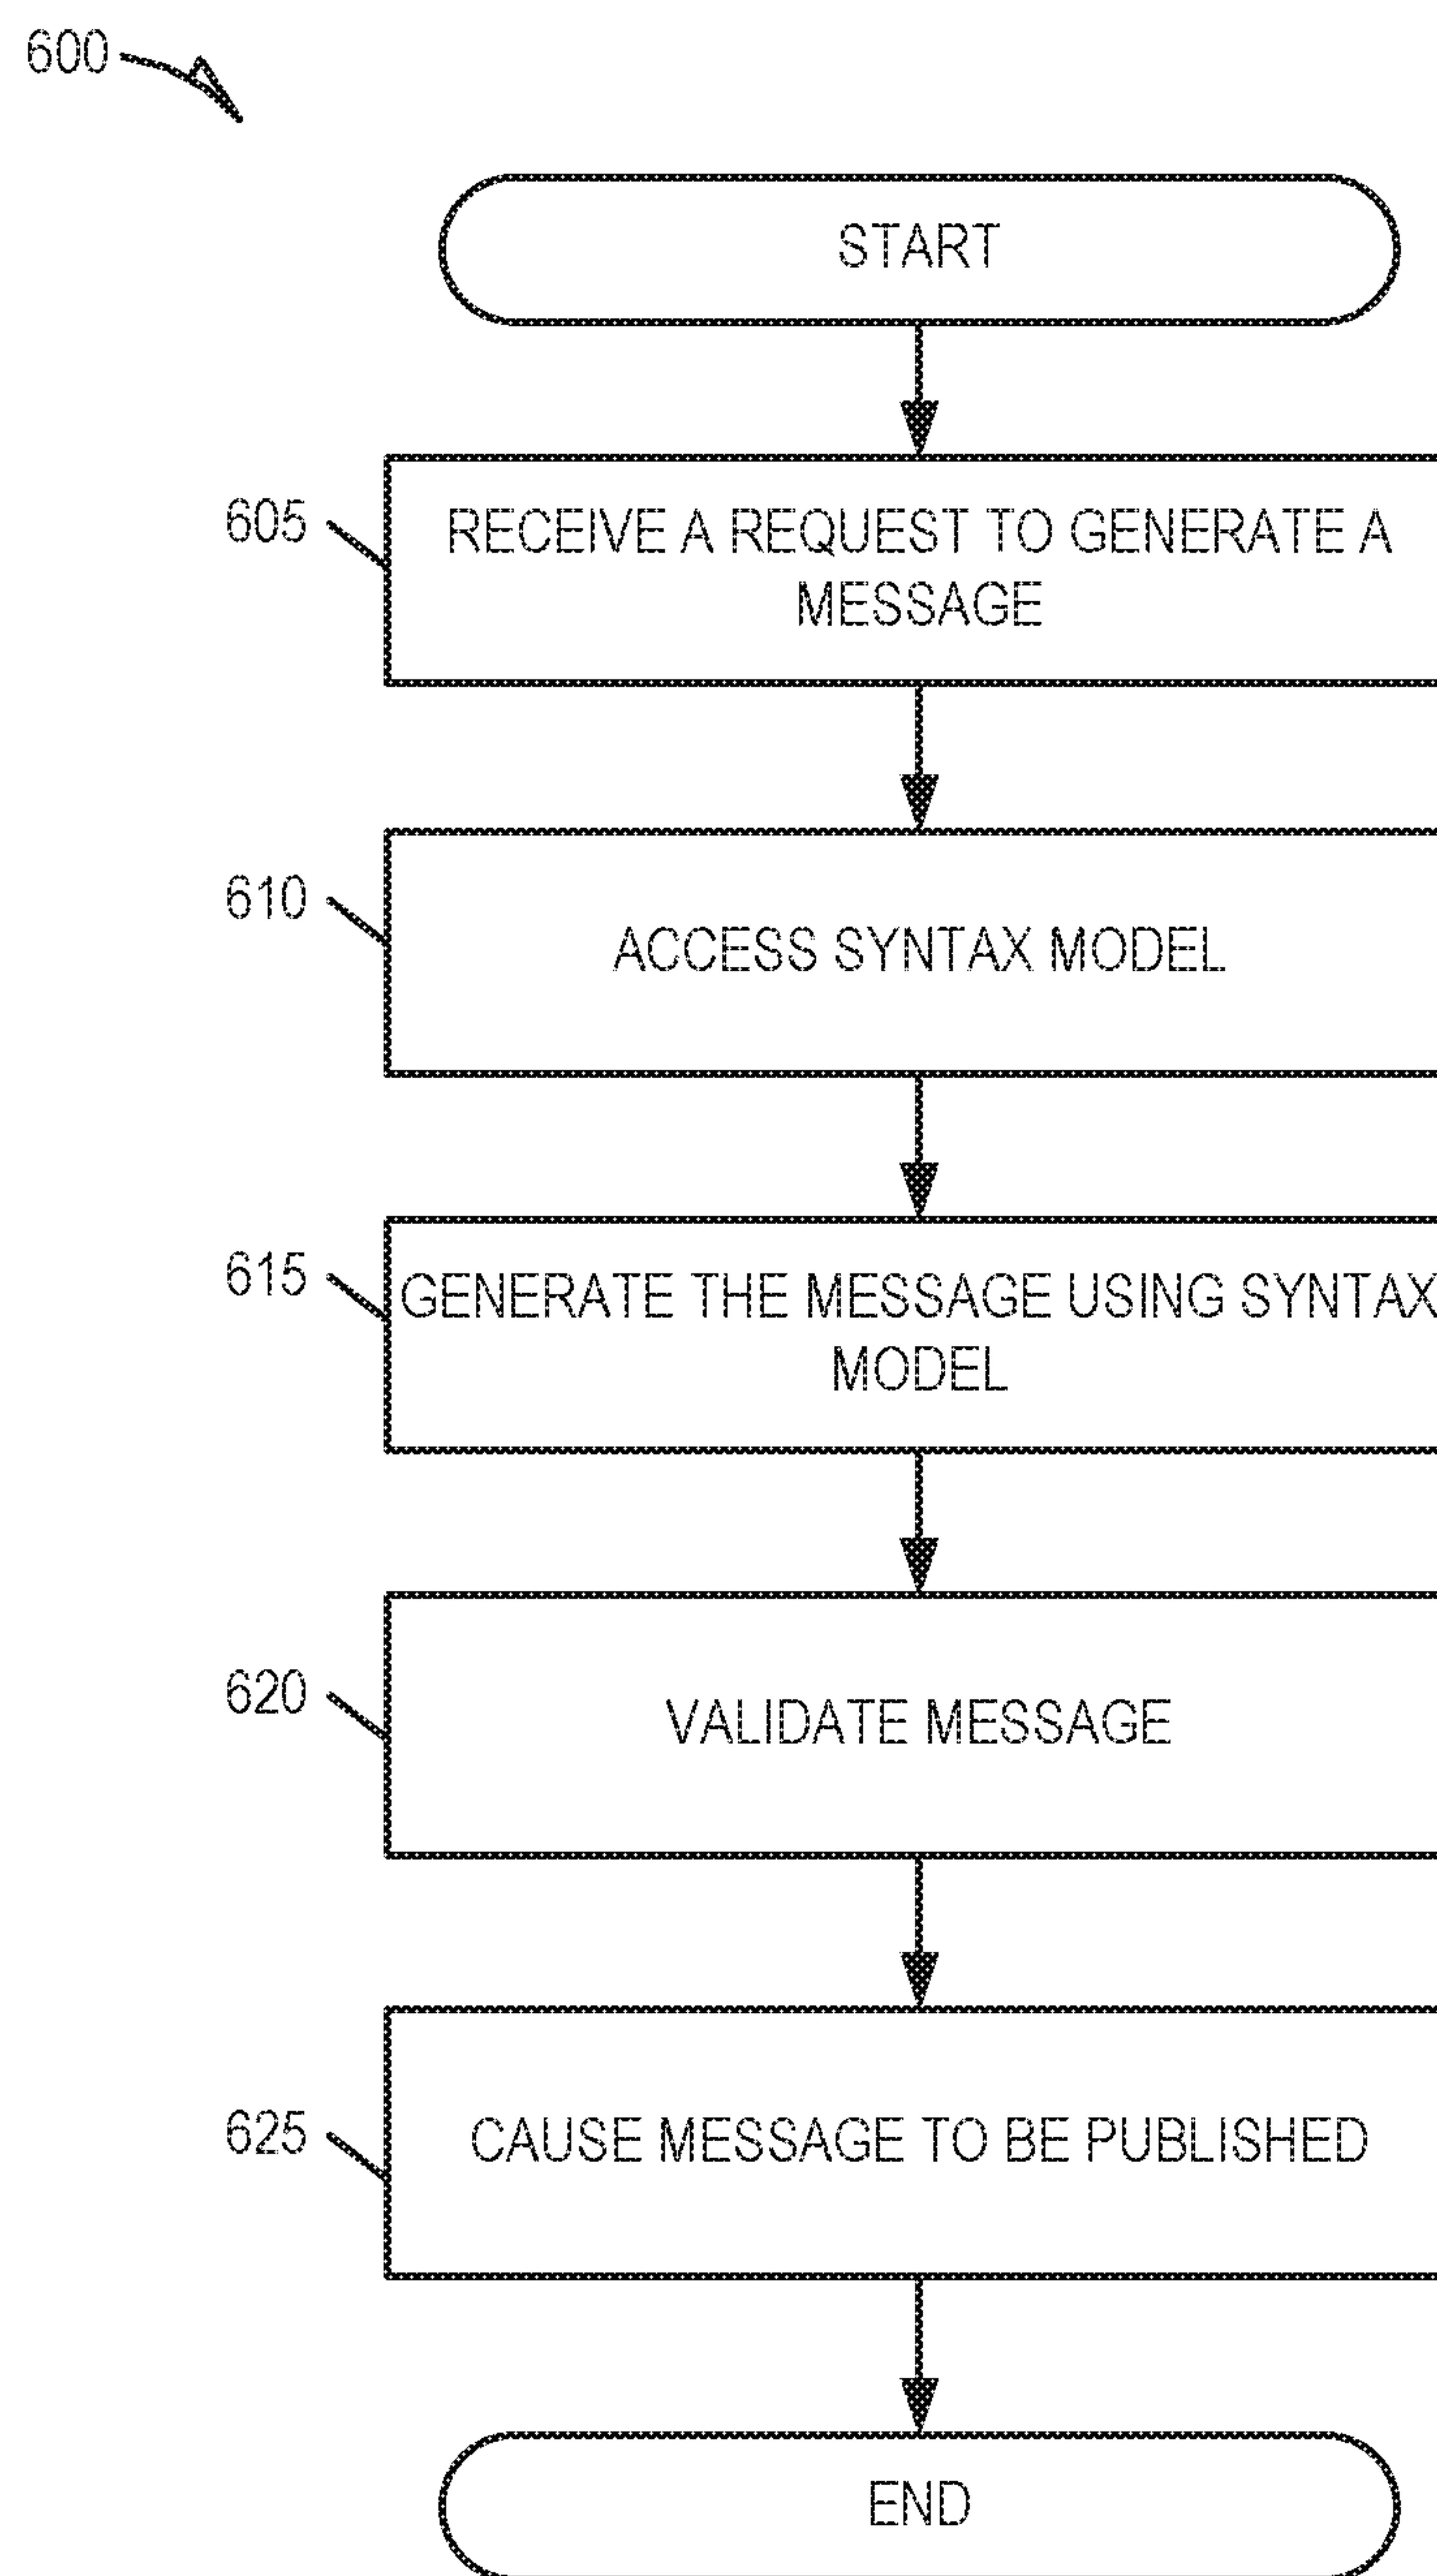 600
START
605
RECEIVE A REQUEST TO GENERATE A
MESSAGE
610
ACCESS SYNTAX MODEL
615
GENERATE THE MESSAGE USING SYNTAX
MODEL
620
VALIDATE MESSAGE
625
CAUSE MESSAGE TO BE PUBLISHED
END